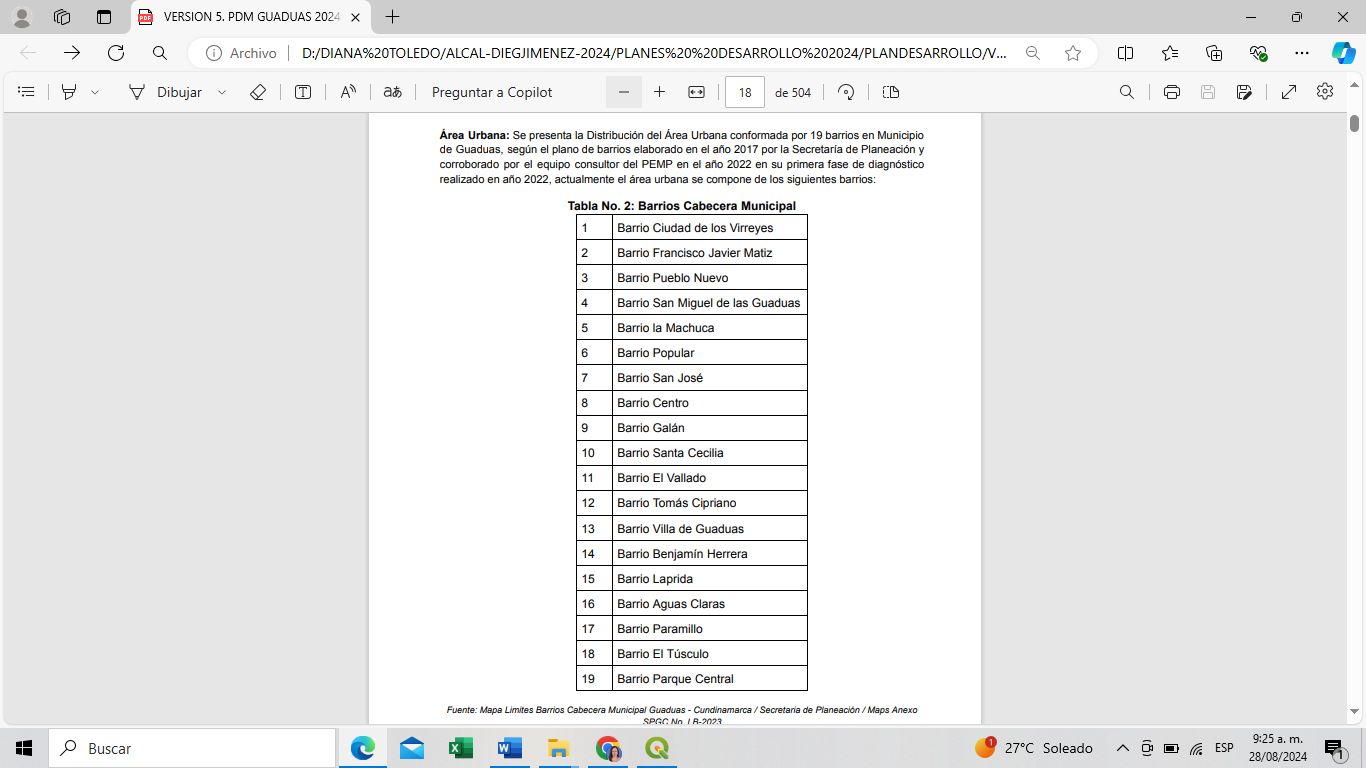 VERSION 5. PDM GUADUAS 2024
Archivo D:/DIANA%20TOLEDO/ALCAL-DIEGJIMENEZ-2024/PLANES%20%20DESARROLLO%202024/PLANDESARROLLO/V...
Dibujar Preguntar a Copilot 18 de 504
Área Urbana: Se presenta la Distribución del Área Urbana conformada por 19 barrios en Municipio
de Guaduas, según el plano de barrios elaborado en el año 2017 por la Secretaría de Planeación y
corroborado por el equipo consultor del PEMP en el año 2022 en su primera fase de diagnóstico
realizado en año 2022, actualmente el área urbana se compone de los siguientes barrios:
Tabla No. 2: Barrios Cabecera Municipal
1 Barrio Ciudad de los Virreyes
2 Barrio Francisco Javier Matiz
3 Barrio Pueblo Nuevo
4 Barrio San Miguel de las Guaduas
5 Barrio la Machuca
6 Barrio Popular
7 Barrio San José
8 Barrio Centro
9 Barrio Galán
10 Barrio Santa Cecilia
11 Barrio El Vallado
12 Barrio Tomás Cipriano
13 Barrio Villa de Guaduas
14 Barrio Benjamín Herrera
15 Barrio Laprida
16 Barrio Aguas Claras
17 Barrio Paramillo
18 Barrio El Túsculo
19 Barrio Parque Central
Fuente: Mapa Limites Barrios Cabecera Municipal Guaduas - Cundinamarca / Secretaria de Planeación / Maps Anexo
SPGC No. LB-2023
Buscar
27°C Soleado
ESP
9:25 a. m.
28/08/2024